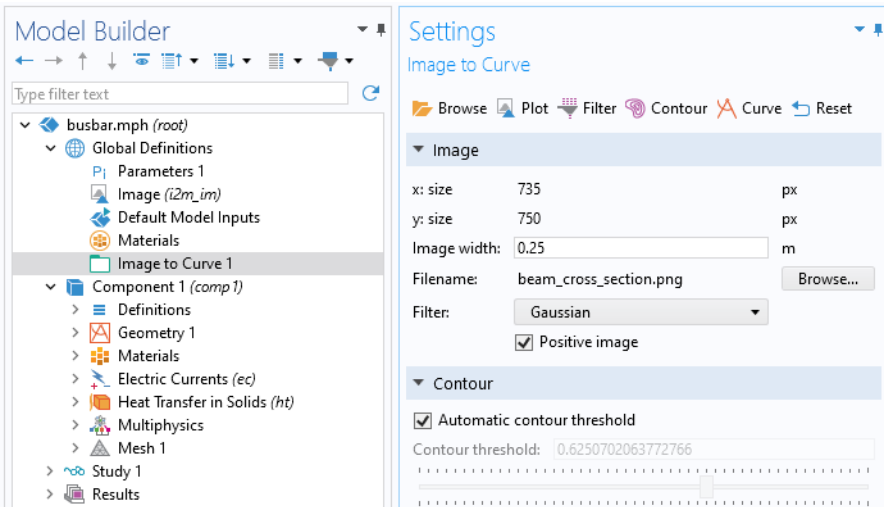 Model Builder
Type filter text
busbar.mph (root)
Global Definitions
Pi Parameters 1
Image (i2m_im)
Default Model Inputs
Materials
Image to Curve 1
Component 1 (comp1)
Definitions
Geometry 1
Materials
Electric Currents (ec)
Heat Transfer in Solids (ht)
Multiphysics
Mesh 1
Study 1
Results
Settings
Image to Curve
Browse Plot Filter Contour Curve Reset
Image
x: size 735 px
y: size 750 px
Image width: 0.25 m
Filename: beam_cross_section.png Browse...
Filter: Gaussian
Positive image
Contour
Automatic contour threshold
Contour threshold: 0.6250702063772766